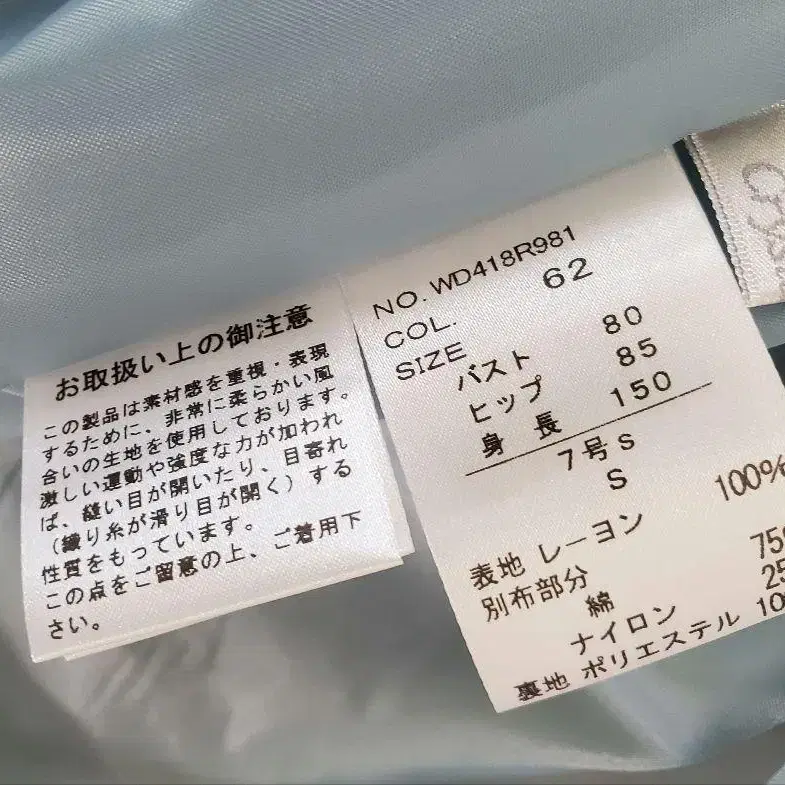 お取扱い上の御注意
この製品は素材感を重視・表現
するために、非常に柔らかい風
合いの生地を使用しております。
激しい運動や強度な力が加われ
ば、縫い目が開いたり、目寄れ
（織り糸が滑り目が開く）する
性質をもっています。
この点をご留意の上、ご着用下
さい。
NO. WD418R981
COL. 62
SIZE
バスト 80
ヒップ 85
身 長 150
7号S
S
表地 レーヨン 100%
別布部分
綿 75
ナイロン 25
裏地 ポリエステル 10